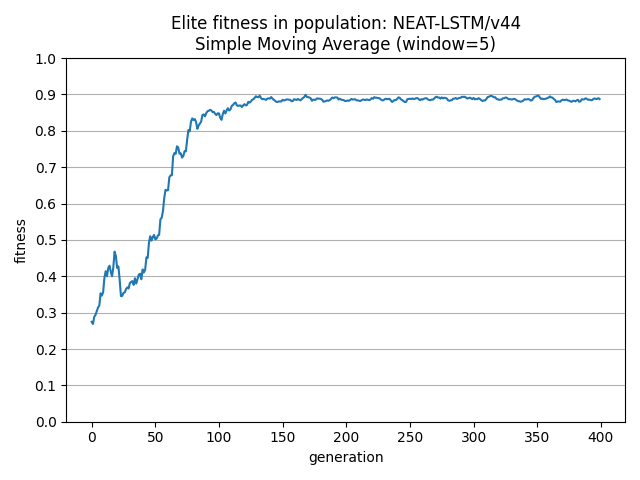 Elite fitness in population: NEAT-LSTM/v44
Simple Moving Average (window=5)
1.0
0.9
0.8
0.7
0.6
0.5
0.4
0.3
0.2
0.1
0.0
fitness
0 50 100 150 200 250 300 350 400
generation